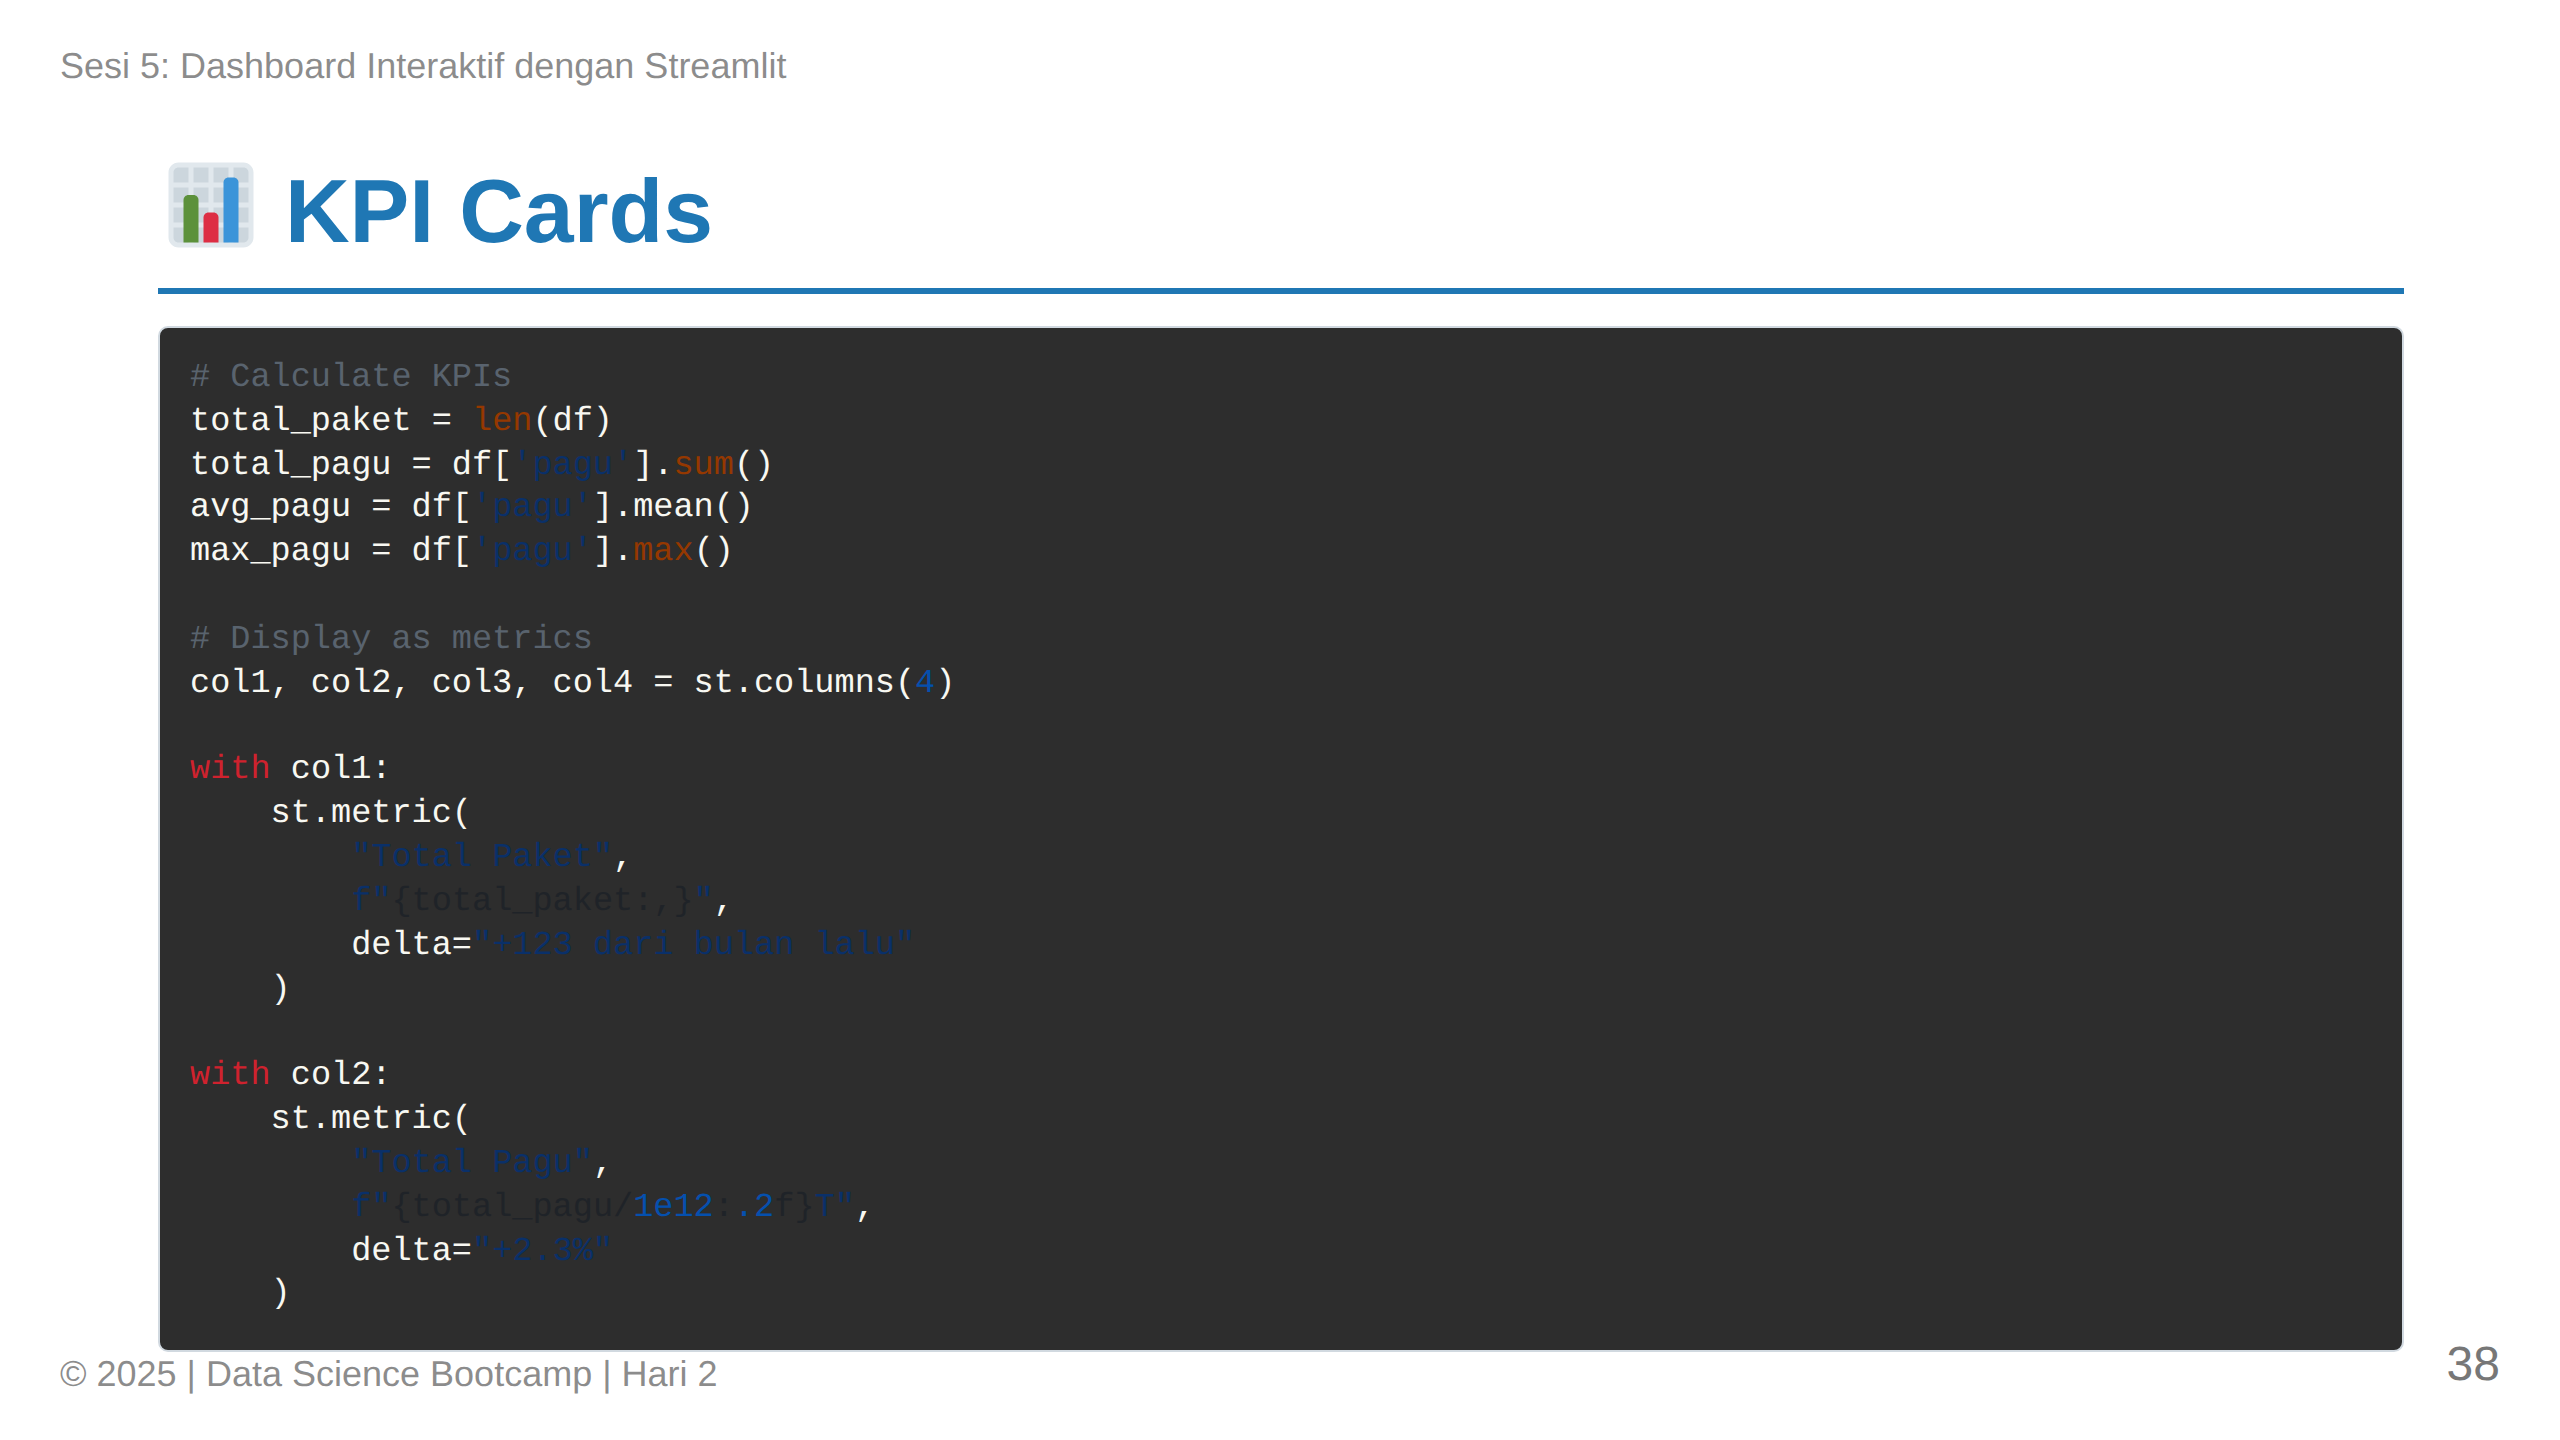 Sesi 5: Dashboard Interaktif dengan Streamlit
📊 KPI Cards
# Calculate KPIs
total_paket = len(df)
total_pagu = df['pagu'].sum()
avg_pagu = df['pagu'].mean()
max_pagu = df['pagu'].max()
# Display as metrics
col1, col2, col3, col4 = st.columns(4)
with col1:
    st.metric(
        "Total Paket",
        f"{total_paket:,}",
        delta="+123 dari bulan lalu"
    )
with col2:
    st.metric(
        "Total Pagu",
        f"{total_pagu/1e12:.2f}T",
        delta="+2.3%"
    )
© 2025 | Data Science Bootcamp | Hari 2
38